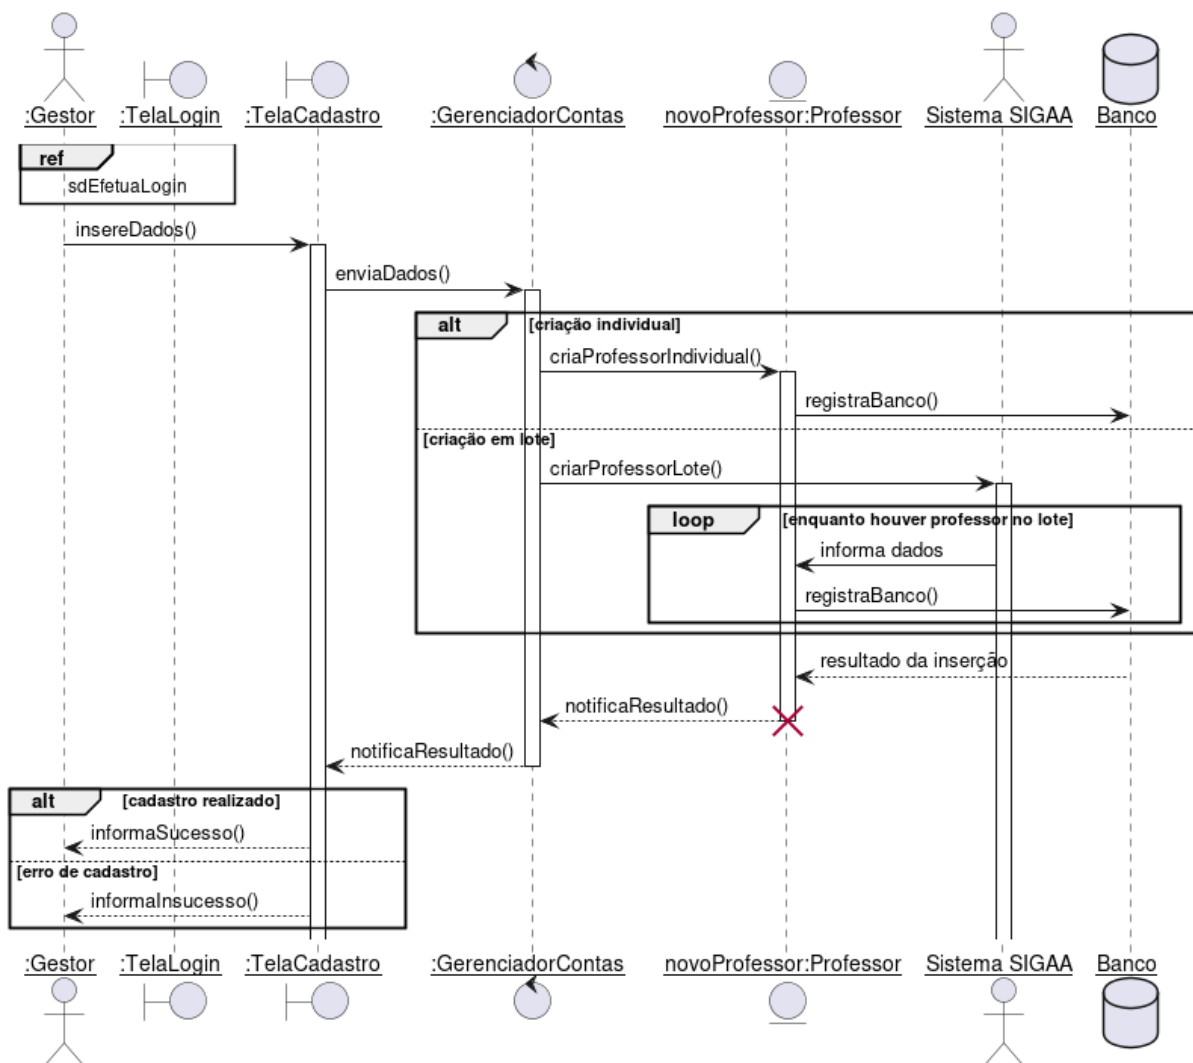 :Gestor :TelaLogin :TelaCadastro :GerenciadorContas novoProfessor:Professor Sistema SIGAA Banco
ref
sdEfetuaLogin
insereDados()
enviaDados()
alt [criação individual]
criaProfessorIndividual()
registraBanco()
[criação em lote]
criarProfessorLote()
loop [enquanto houver professor no lote]
informa dados
registraBanco()
resultado da inserção
notificaResultado()
notificaResultado()
alt [cadastro realizado]
informaSucesso()
[erro de cadastro]
informaInsucesso()
:Gestor :TelaLogin :TelaCadastro :GerenciadorContas novoProfessor:Professor Sistema SIGAA Banco